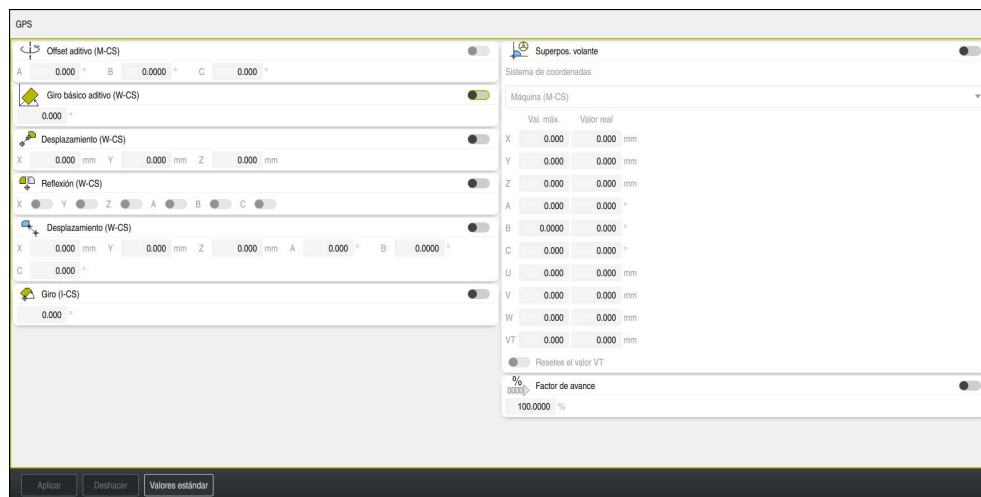 GPS
Offset aditivo (M-CS)
A 0.000 ° B 0.0000 ° C 0.000 °
Giro básico aditivo (W-CS)
0.000 °
Desplazamiento (W-CS)
X 0.000 mm Y 0.000 mm Z 0.000 mm
Reflexión (W-CS)
X Y Z A B C
Desplazamiento (W-CS)
X 0.000 mm Y 0.000 mm Z 0.000 mm A 0.000 ° B 0.0000 °
C 0.000 °
Giro (I-CS)
0.000 °
Superpos. volante
Sistema de coordenadas
Máquina (M-CS)
Val. máx. Valor real
X 0.000 0.000 mm
Y 0.000 0.000 mm
Z 0.000 0.000 mm
A 0.000 0.000 °
B 0.0000 0.000 °
C 0.000 0.000 °
U 0.000 0.000 mm
V 0.000 0.000 mm
W 0.000 0.000 mm
VT 0.000 0.000 mm
Resetee el valor VT
% Factor de avance
100.0000 %
Aplicar Deshacer Valores estándar